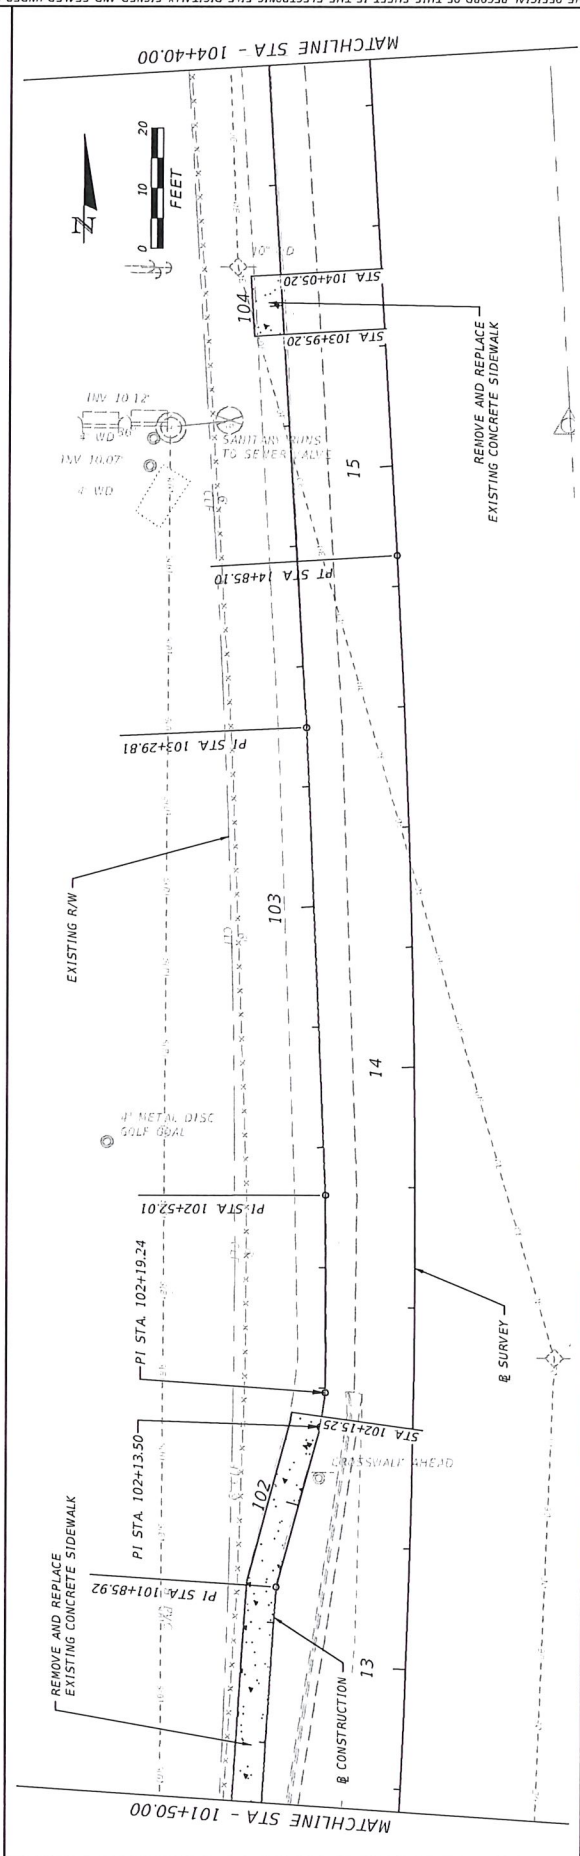 MATCHLINE STA - 104+40.00
N
0 10 20
FEET
10"
104
STA 104+05.20
STA 103+95.20
REMOVE AND REPLACE
EXISTING CONCRETE SIDEWALK
INV 10.12'
INV 10.07'
4" WD
SANITARY RUNS
TO SEWER VALVE
15
PT STA 14+85.10
PI STA 103+29.81
EXISTING R/W
103
14
4' METAL DISC
GOLF GOAL
PI STA 102+52.01
PI STA. 102+19.24
PI STA. 102+13.50
STA 102+15.25
CROSSWALK AHEAD
℄ SURVEY
102
PI STA 101+85.92
REMOVE AND REPLACE
EXISTING CONCRETE SIDEWALK
℄ CONSTRUCTION
13
MATCHLINE STA - 101+50.00